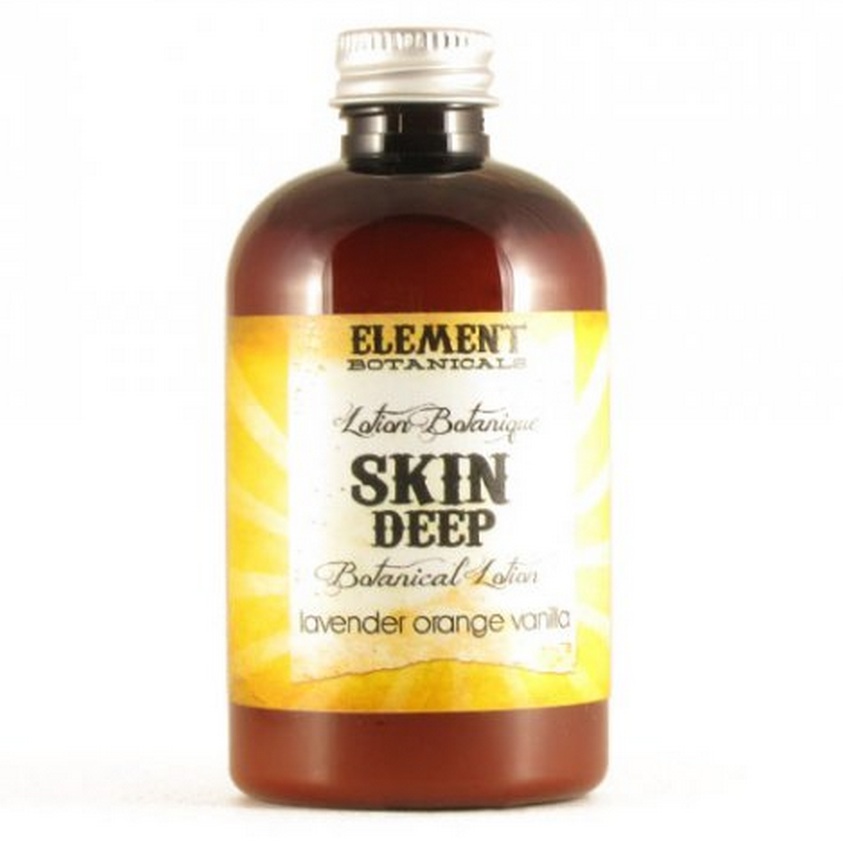 ELEMENT
BOTANICALS
Lotion Botanique
SKIN
DEEP
Botanical Lotion
lavender orange vanilla